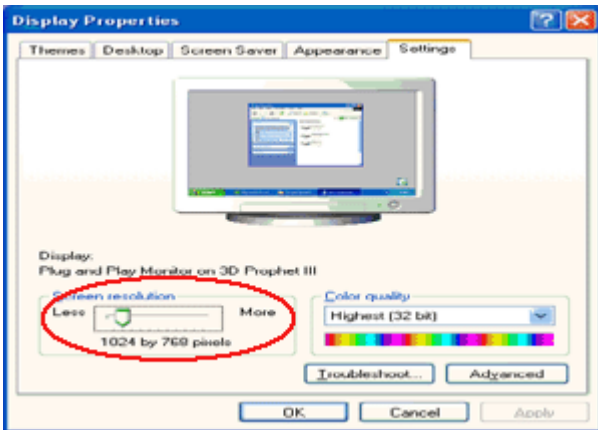 Display Properties
Themes Desktop Screen Saver Appearance Settings
Display:
Plug and Play Monitor on 3D Prophet III
Screen resolution
Less More
1024 by 768 pixels
Color quality
Highest (32 bit)
Troubleshoot... Advanced
OK Cancel Apply